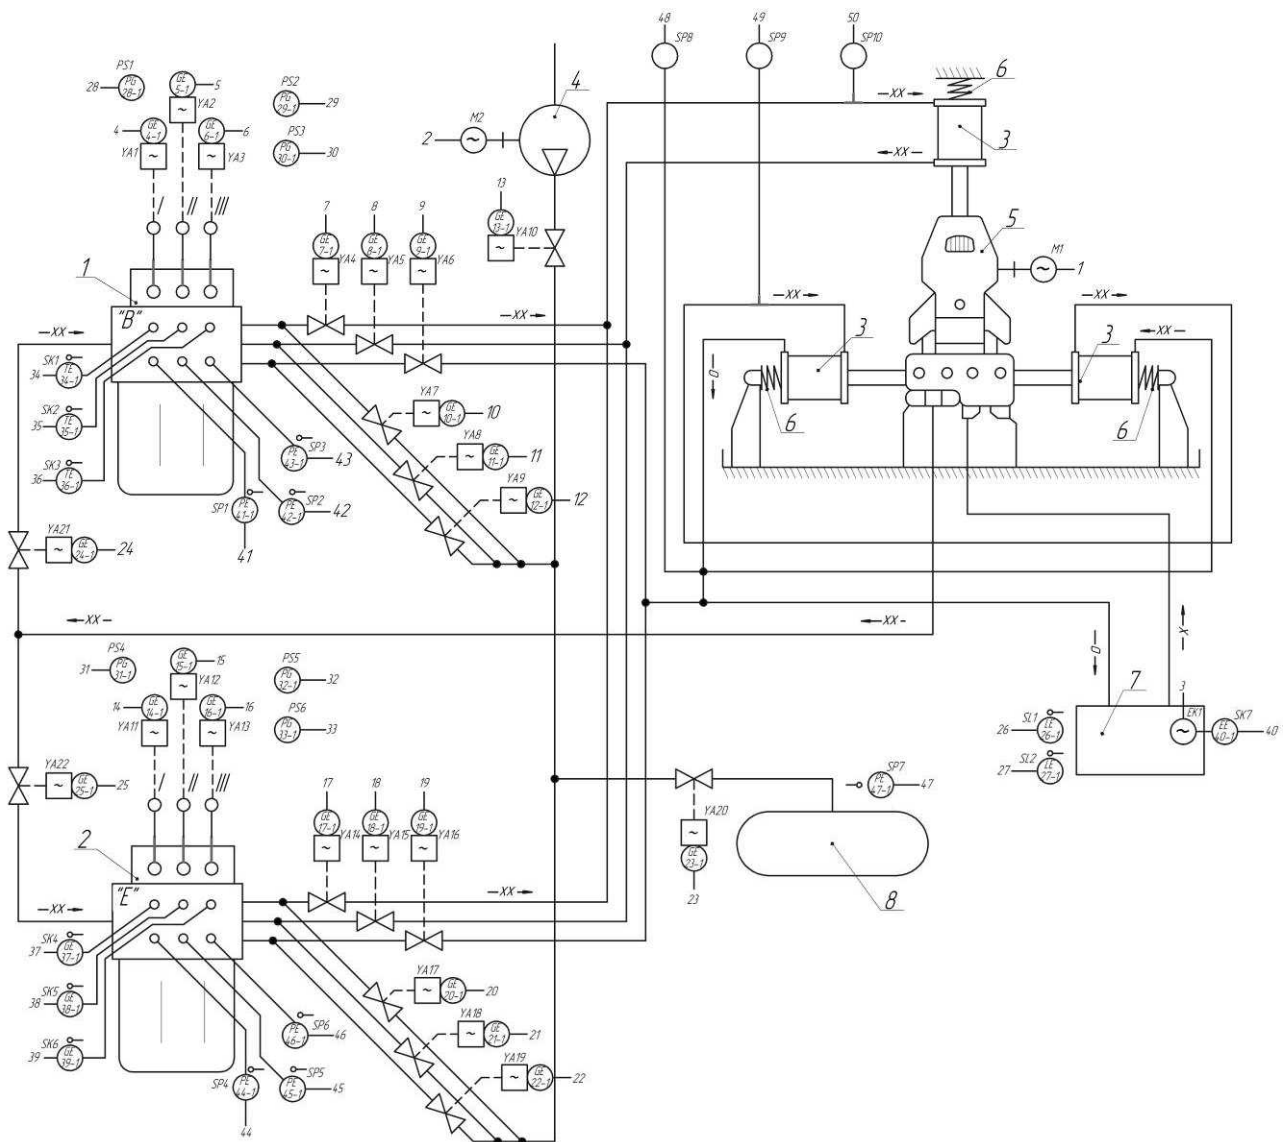 48
49
50
SP8
SP9
SP10
PS1
28
PG
28-1
GE
5-1
5
YA2
PS2
PG
29-1
29
4
GE
4-1
YA1
GE
6-1
6
YA3
PS3
PG
30-1
30
I
II
III
M2
2
4
6
3
XX
XX
13
GE
13-1
YA10
5
M1
1
7
8
9
GE
7-1
YA4
GE
8-1
YA5
GE
9-1
YA6
1
"B"
XX
XX
XX
XX
XX
3
3
0
6
6
SK1
34
TE
34-1
SK2
35
TE
35-1
SK3
36
TE
36-1
YA7
GE
10-1
10
YA8
GE
11-1
11
YA9
GE
12-1
12
SP3
PE
43-1
43
SP1
PE
41-1
41
SP2
PE
42-1
42
YA21
GE
24-1
24
XX
XX
0
X
PS4
31
PG
31-1
GE
15-1
15
YA12
PS5
PG
32-1
32
14
GE
14-1
YA11
GE
16-1
16
YA13
PS6
PG
33-1
33
I
II
III
7
3
EK1
EE
40-1
SK7
40
SL1
26
LE
26-1
SL2
27
LE
27-1
YA22
GE
25-1
25
17
18
19
GE
17-1
YA14
GE
18-1
YA15
GE
19-1
YA16
SP7
PE
47-1
47
YA20
GE
23-1
23
8
2
"E"
XX
XX
SK4
37
GE
37-1
SK5
38
GE
38-1
SK6
39
GE
39-1
YA17
GE
20-1
20
YA18
GE
21-1
21
YA19
GE
22-1
22
SP6
PE
46-1
46
SP4
PE
44-1
44
SP5
PE
45-1
45